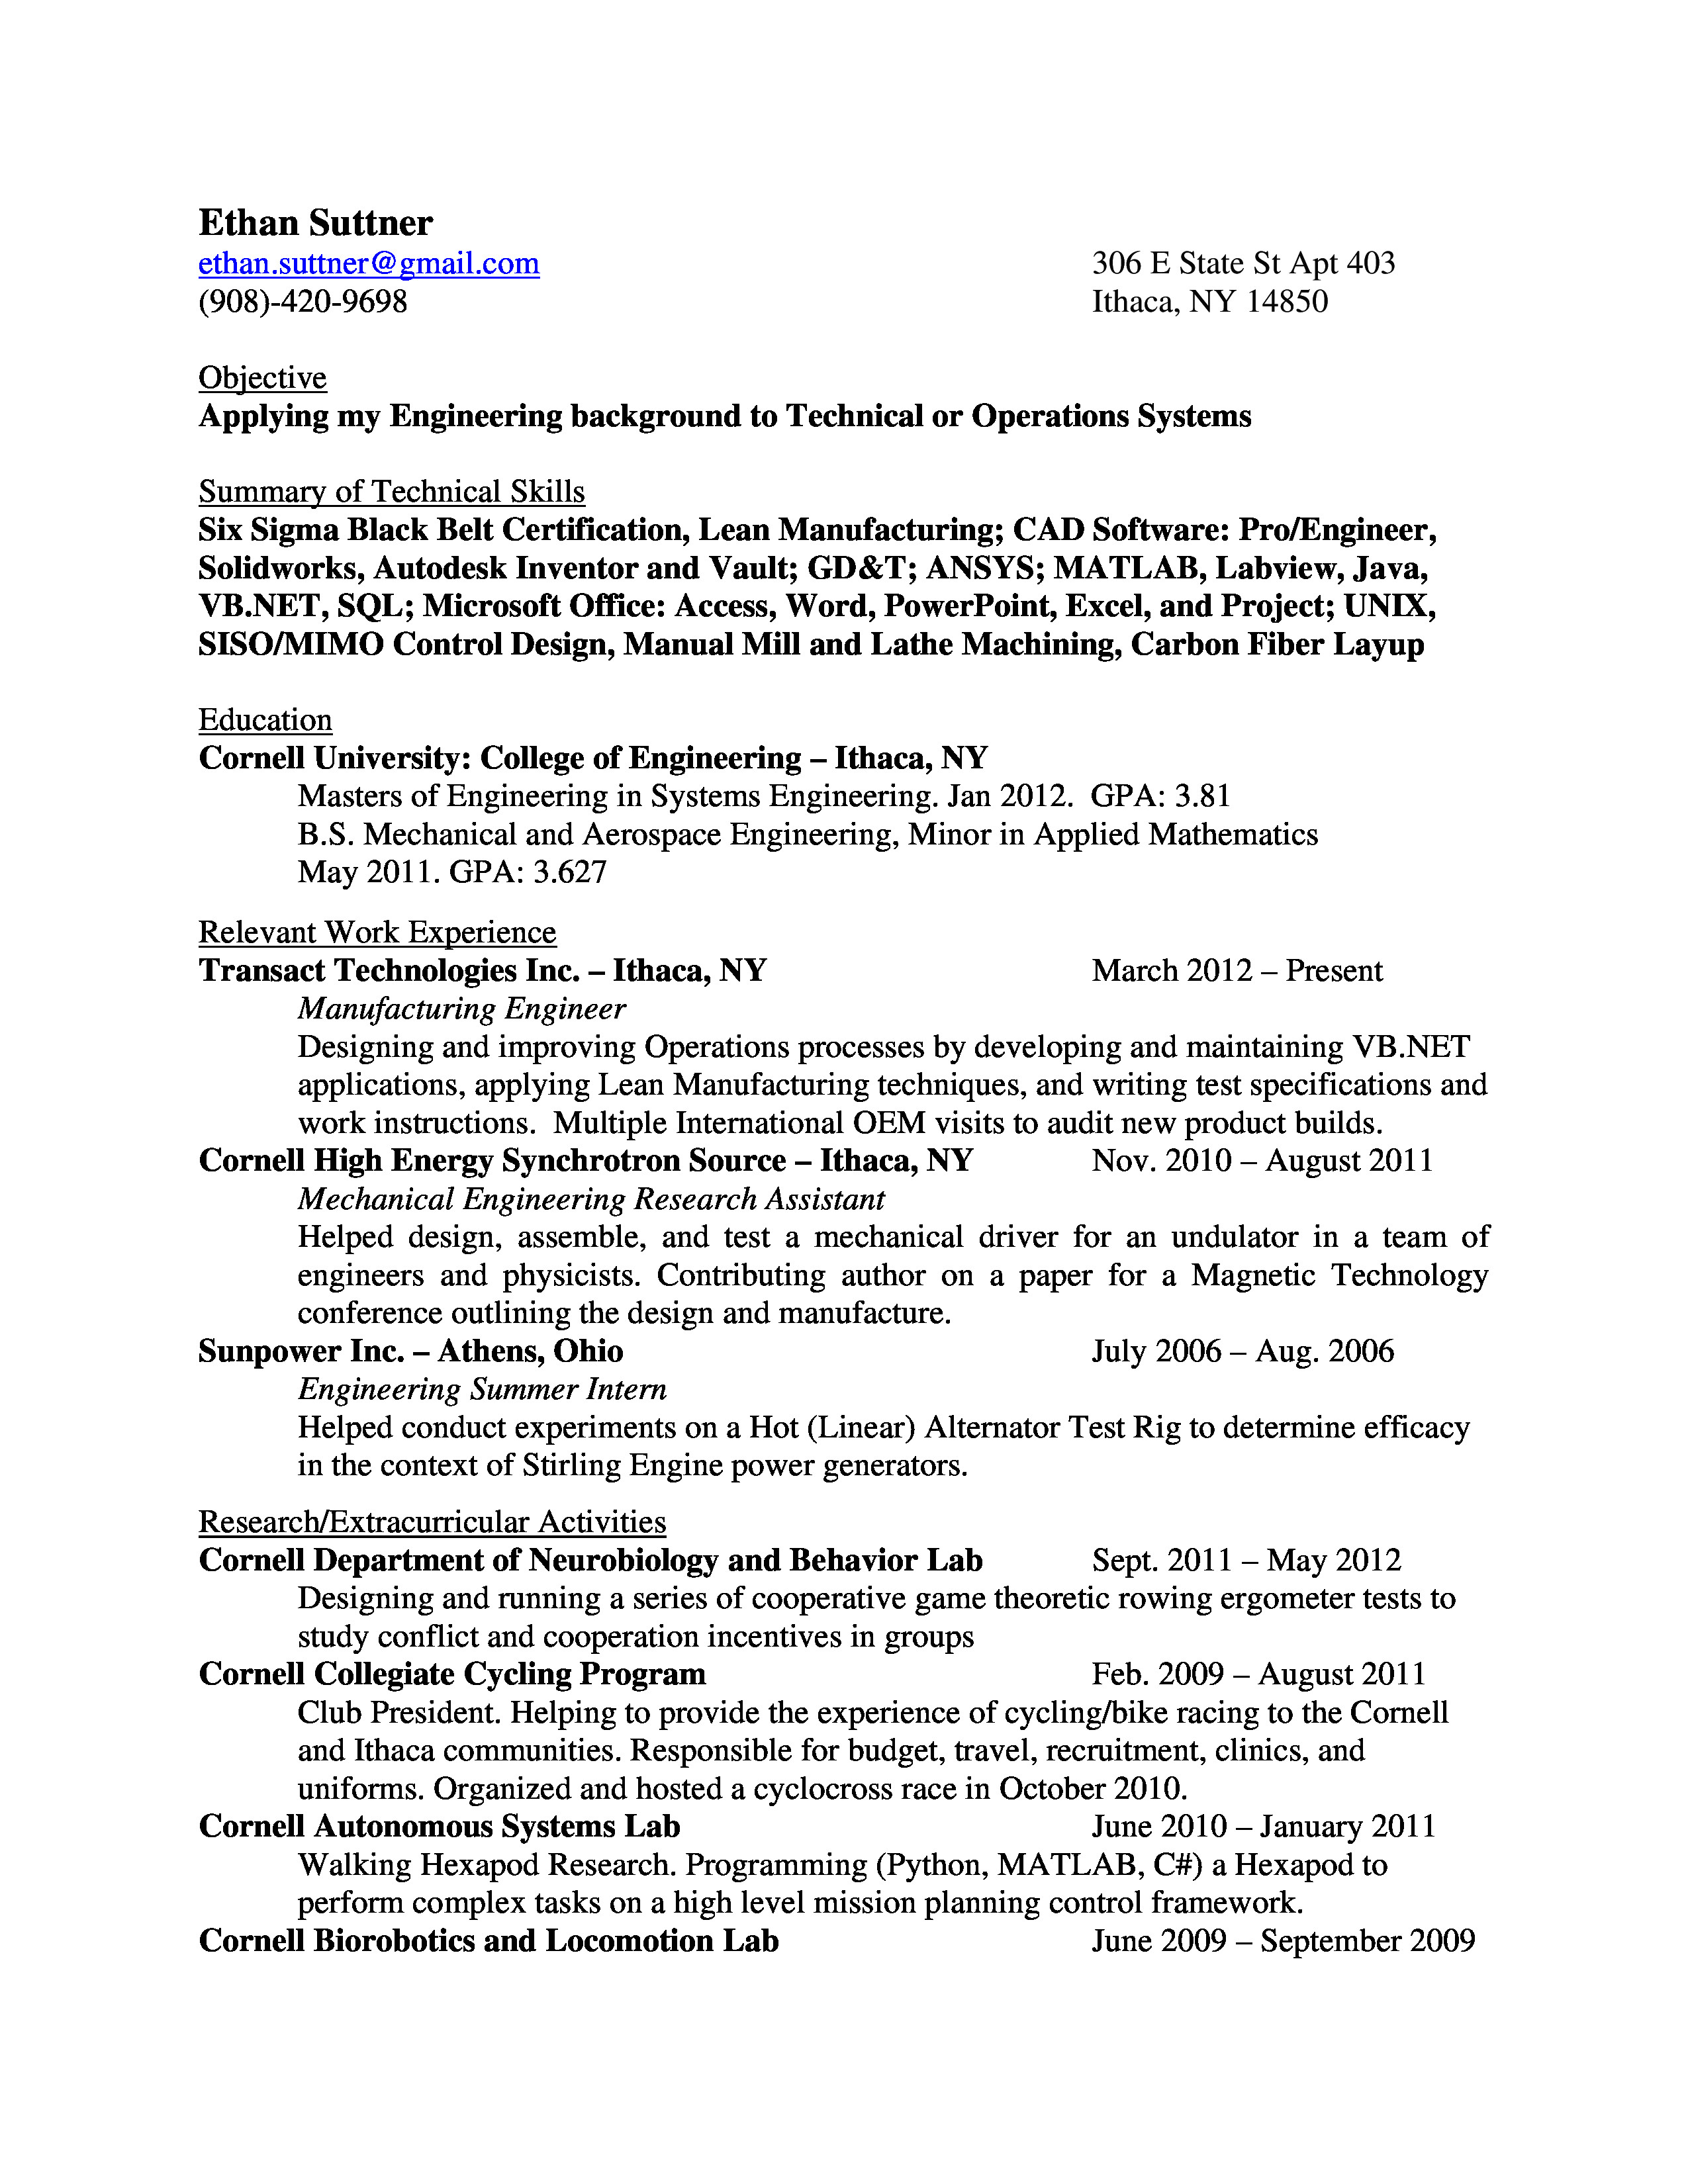 Ethan Suttner
ethan.suttner@gmail.com 306 E State St Apt 403
(908)-420-9698 Ithaca, NY 14850
Objective
Applying my Engineering background to Technical or Operations Systems
Summary of Technical Skills
Six Sigma Black Belt Certification, Lean Manufacturing; CAD Software: Pro/Engineer,
Solidworks, Autodesk Inventor and Vault; GD&T; ANSYS; MATLAB, Labview, Java,
VB.NET, SQL; Microsoft Office: Access, Word, PowerPoint, Excel, and Project; UNIX,
SISO/MIMO Control Design, Manual Mill and Lathe Machining, Carbon Fiber Layup
Education
Cornell University: College of Engineering – Ithaca, NY
Masters of Engineering in Systems Engineering. Jan 2012.  GPA: 3.81
B.S. Mechanical and Aerospace Engineering, Minor in Applied Mathematics
May 2011. GPA: 3.627
Relevant Work Experience
Transact Technologies Inc. – Ithaca, NY March 2012 – Present
Manufacturing Engineer
Designing and improving Operations processes by developing and maintaining VB.NET
applications, applying Lean Manufacturing techniques, and writing test specifications and
work instructions.  Multiple International OEM visits to audit new product builds.
Cornell High Energy Synchrotron Source – Ithaca, NY Nov. 2010 – August 2011
Mechanical Engineering Research Assistant
Helped design, assemble, and test a mechanical driver for an undulator in a team of
engineers and physicists. Contributing author on a paper for a Magnetic Technology
conference outlining the design and manufacture.
Sunpower Inc. – Athens, Ohio July 2006 – Aug. 2006
Engineering Summer Intern
Helped conduct experiments on a Hot (Linear) Alternator Test Rig to determine efficacy
in the context of Stirling Engine power generators.
Research/Extracurricular Activities
Cornell Department of Neurobiology and Behavior Lab Sept. 2011 – May 2012
Designing and running a series of cooperative game theoretic rowing ergometer tests to
study conflict and cooperation incentives in groups
Cornell Collegiate Cycling Program Feb. 2009 – August 2011
Club President. Helping to provide the experience of cycling/bike racing to the Cornell
and Ithaca communities. Responsible for budget, travel, recruitment, clinics, and
uniforms. Organized and hosted a cyclocross race in October 2010.
Cornell Autonomous Systems Lab June 2010 – January 2011
Walking Hexapod Research. Programming (Python, MATLAB, C#) a Hexapod to
perform complex tasks on a high level mission planning control framework.
Cornell Biorobotics and Locomotion Lab June 2009 – September 2009